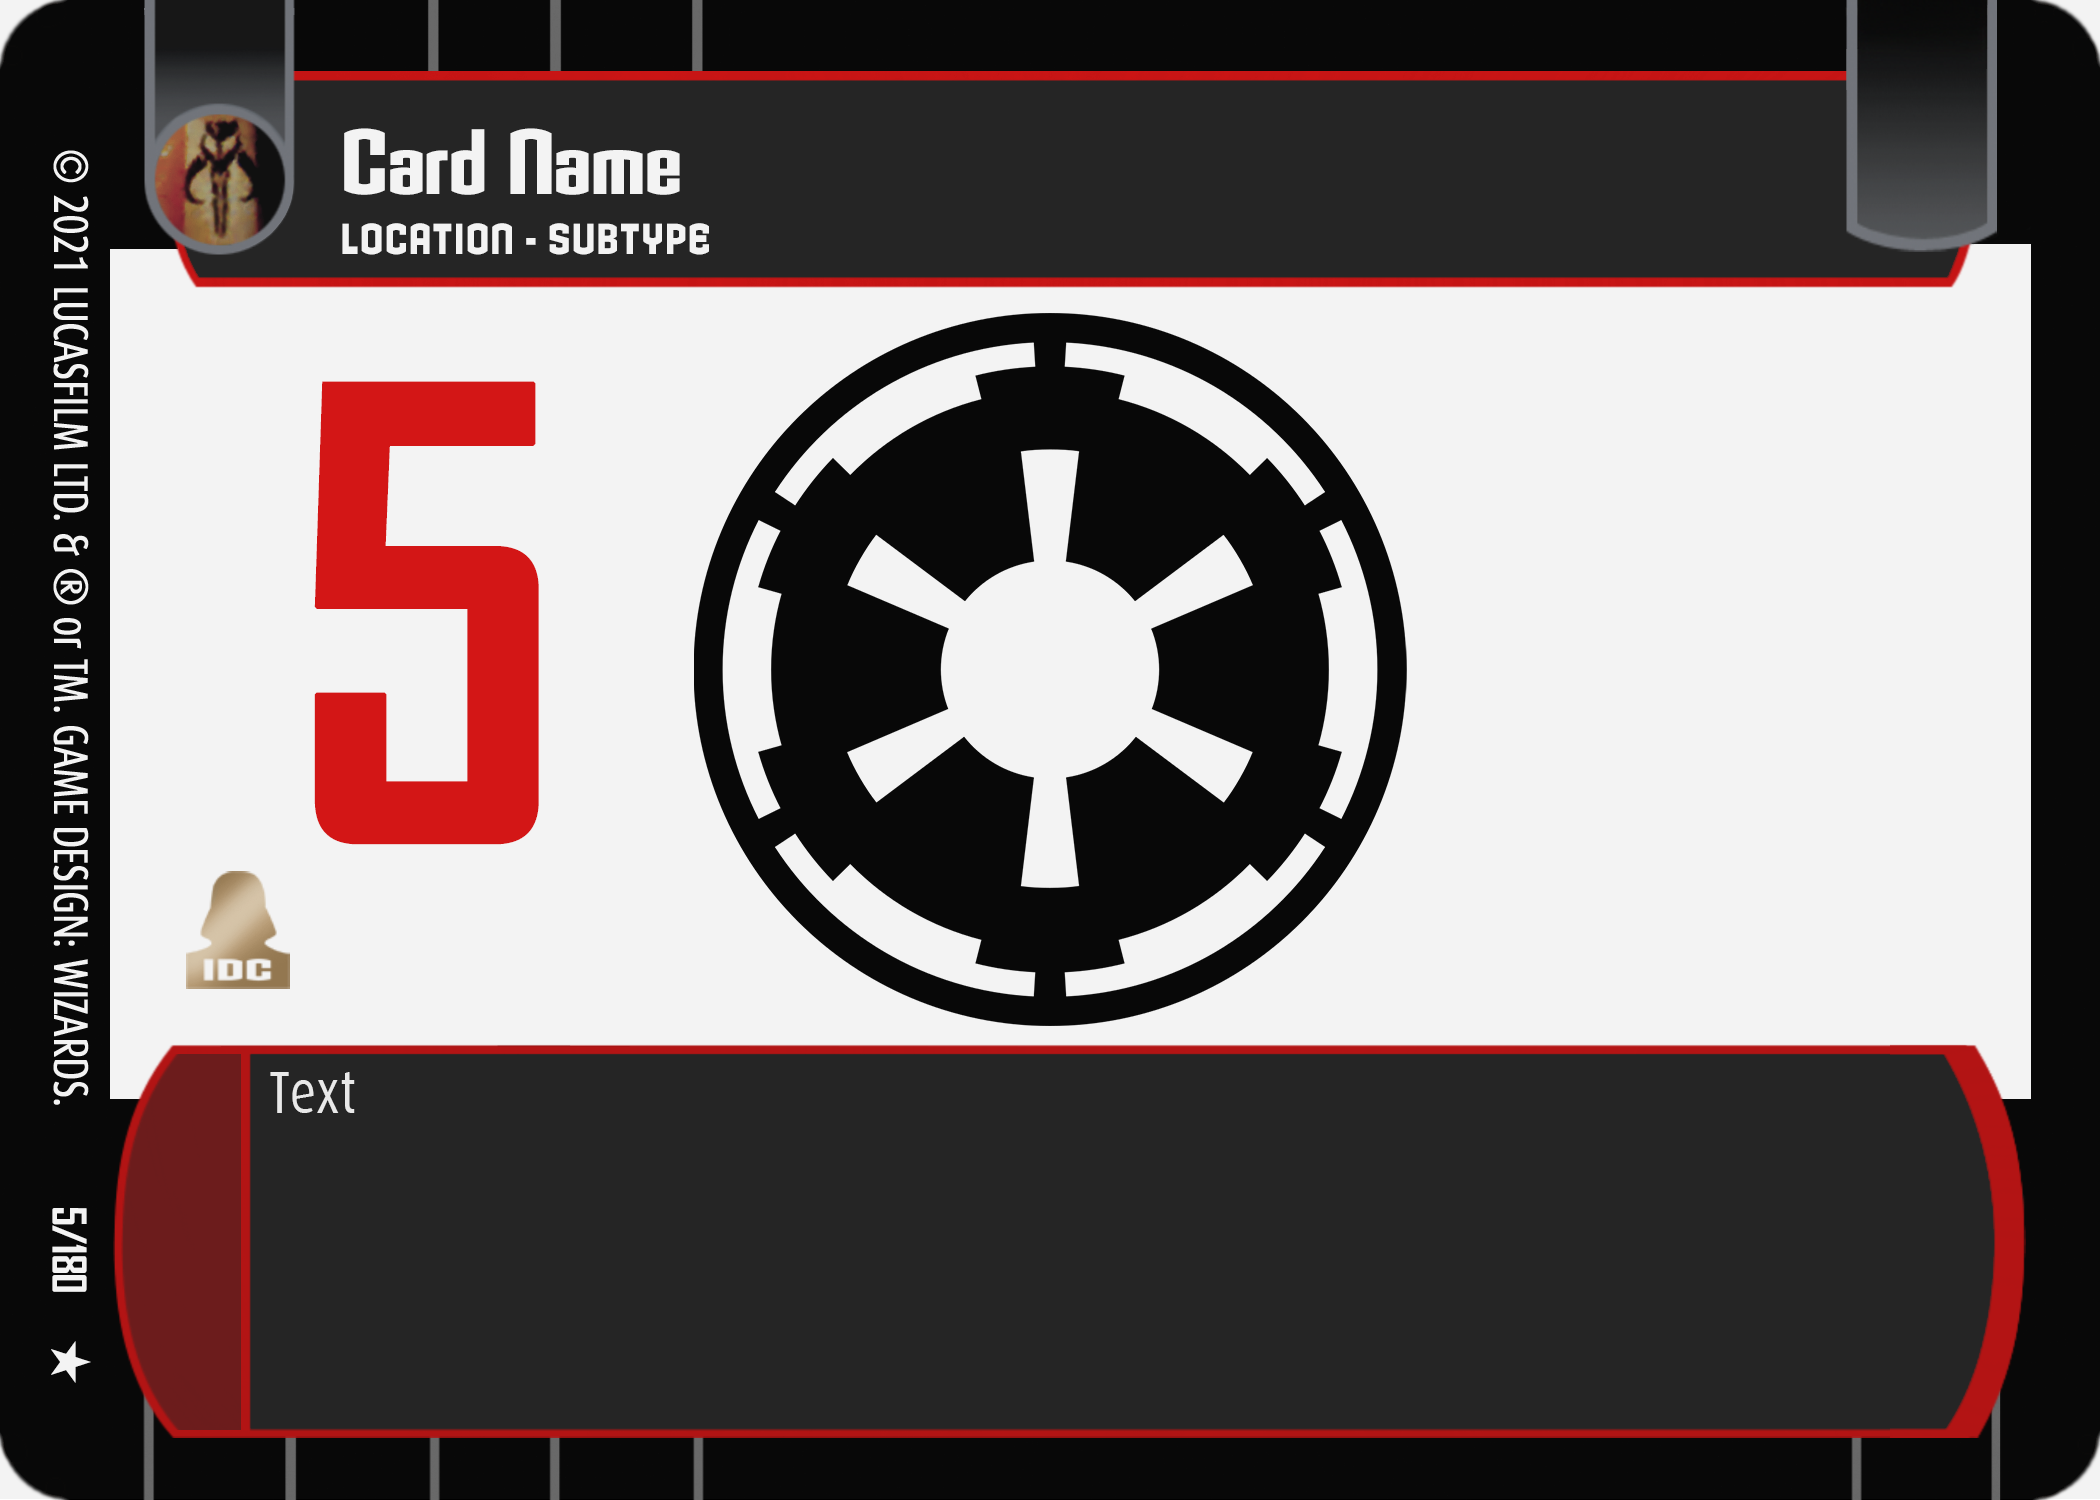 Card Name
LOCATION - SUBTYPE
5
IDC
Text
© 2021 LUCASFILM LTD. & ® or TM. GAME DESIGN: WIZARDS.
5/180 ★